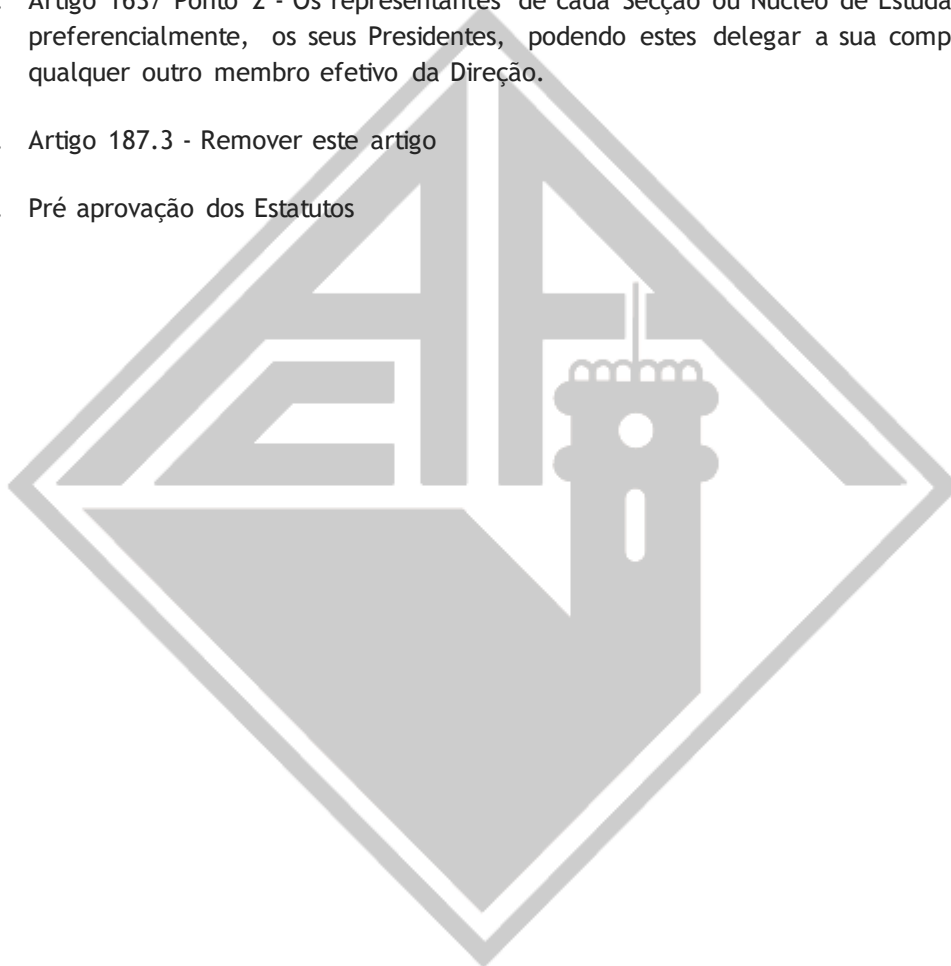 Artigo 163/ Ponto 2 - Os representantes de cada Secção ou Núcleo de
preferencialmente, os seus Presidentes, podendo estes delegar a sua
qualquer outro membro efetivo da Direção.
Artigo 187.3 - Remover este artigo
Pré aprovação dos Estatutos